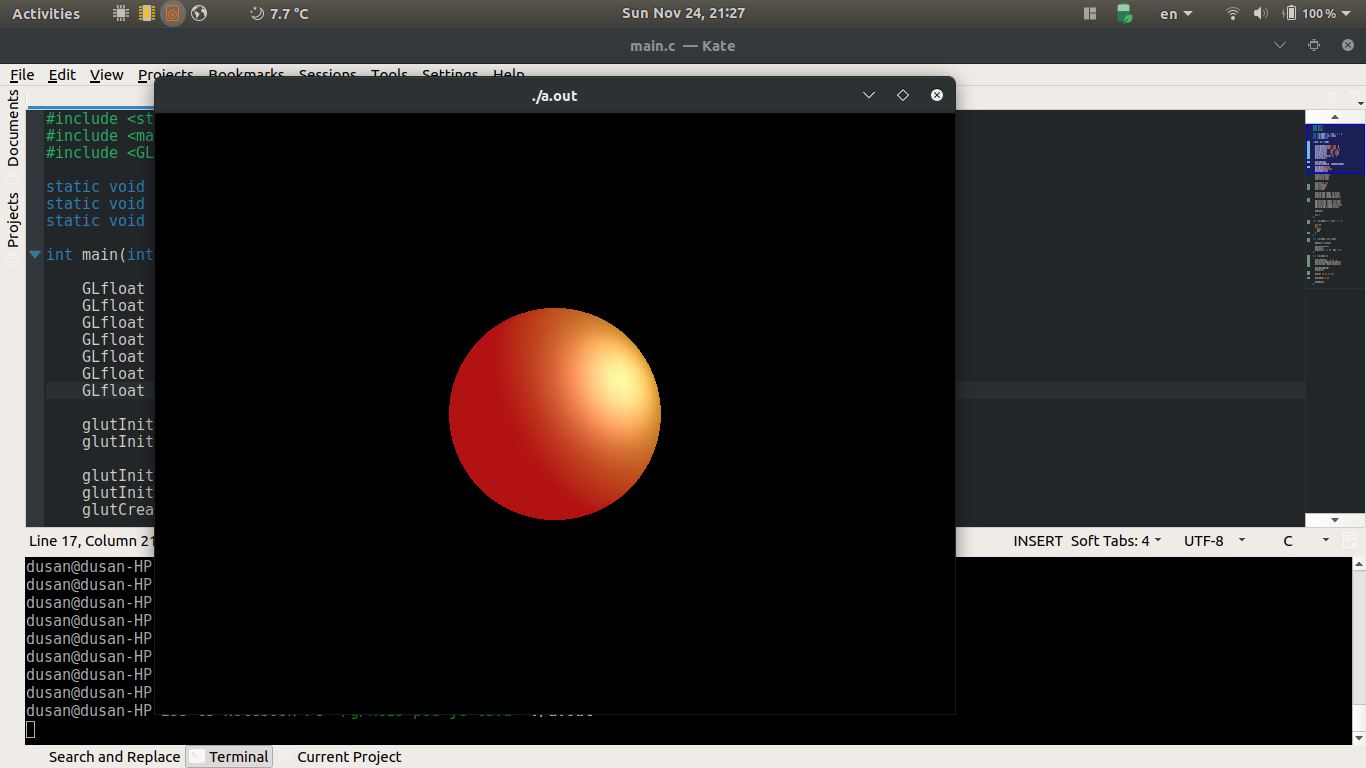 Activities 7.7 °C Sun Nov 24, 21:27 en 100 %
main.c — Kate
File Edit View Projects Bookmarks Sessions Tools Settings Help
./a.out
Documents
Projects
#include <st
#include <ma
#include <GL
static void
static void
static void
int main(int
GLfloat
GLfloat
GLfloat
GLfloat
GLfloat
GLfloat
GLfloat
glutInit
glutInit
glutInit
glutInit
glutCrea
Line 17, Column 21 INSERT Soft Tabs: 4 UTF-8 C
dusan@dusan-HP
dusan@dusan-HP
dusan@dusan-HP
dusan@dusan-HP
dusan@dusan-HP
dusan@dusan-HP
dusan@dusan-HP
dusan@dusan-HP
dusan@dusan-HP
Search and Replace Terminal Current Project